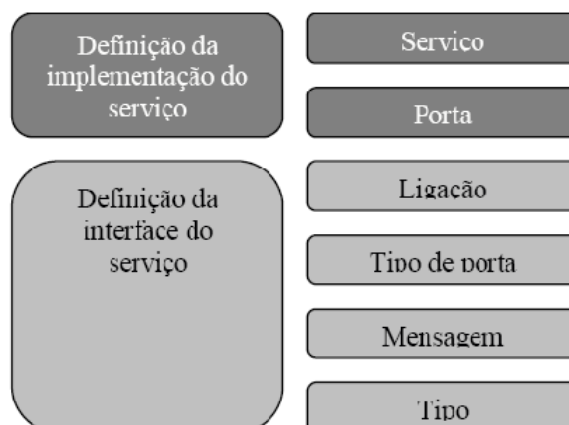 Definição da
implementação do
serviço
Serviço
Porta
Definição da
interface do
serviço
Ligação
Tipo de porta
Mensagem
Tipo